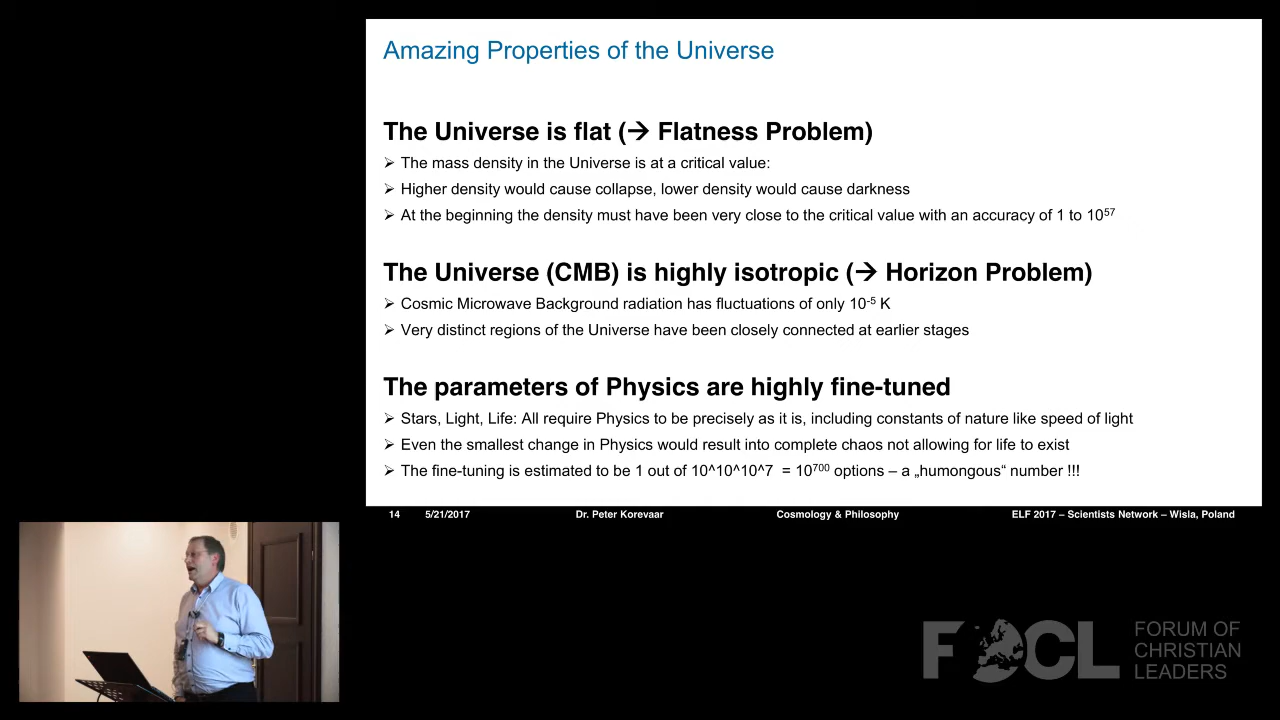 Amazing Properties of the Universe
The Universe is flat (→ Flatness Problem)
➢ The mass density in the Universe is at a critical value:
➢ Higher density would cause collapse, lower density would cause darkness
➢ At the beginning the density must have been very close to the critical value with an accuracy of 1 to 10⁵⁷
The Universe (CMB) is highly isotropic (→ Horizon Problem)
➢ Cosmic Microwave Background radiation has fluctuations of only 10⁻⁵ K
➢ Very distinct regions of the Universe have been closely connected at earlier stages
The parameters of Physics are highly fine-tuned
➢ Stars, Light, Life: All require Physics to be precisely as it is, including constants of nature like speed of light
➢ Even the smallest change in Physics would result into complete chaos not allowing for life to exist
➢ The fine-tuning is estimated to be 1 out of 10^10^10^7 = 10⁷⁰⁰ options – a „humongous“ number !!!
14 5/21/2017 Dr. Peter Korevaar Cosmology & Philosophy ELF 2017 – Scientists Network – Wisla, Poland
FOCL
FORUM OF
CHRISTIAN
LEADERS